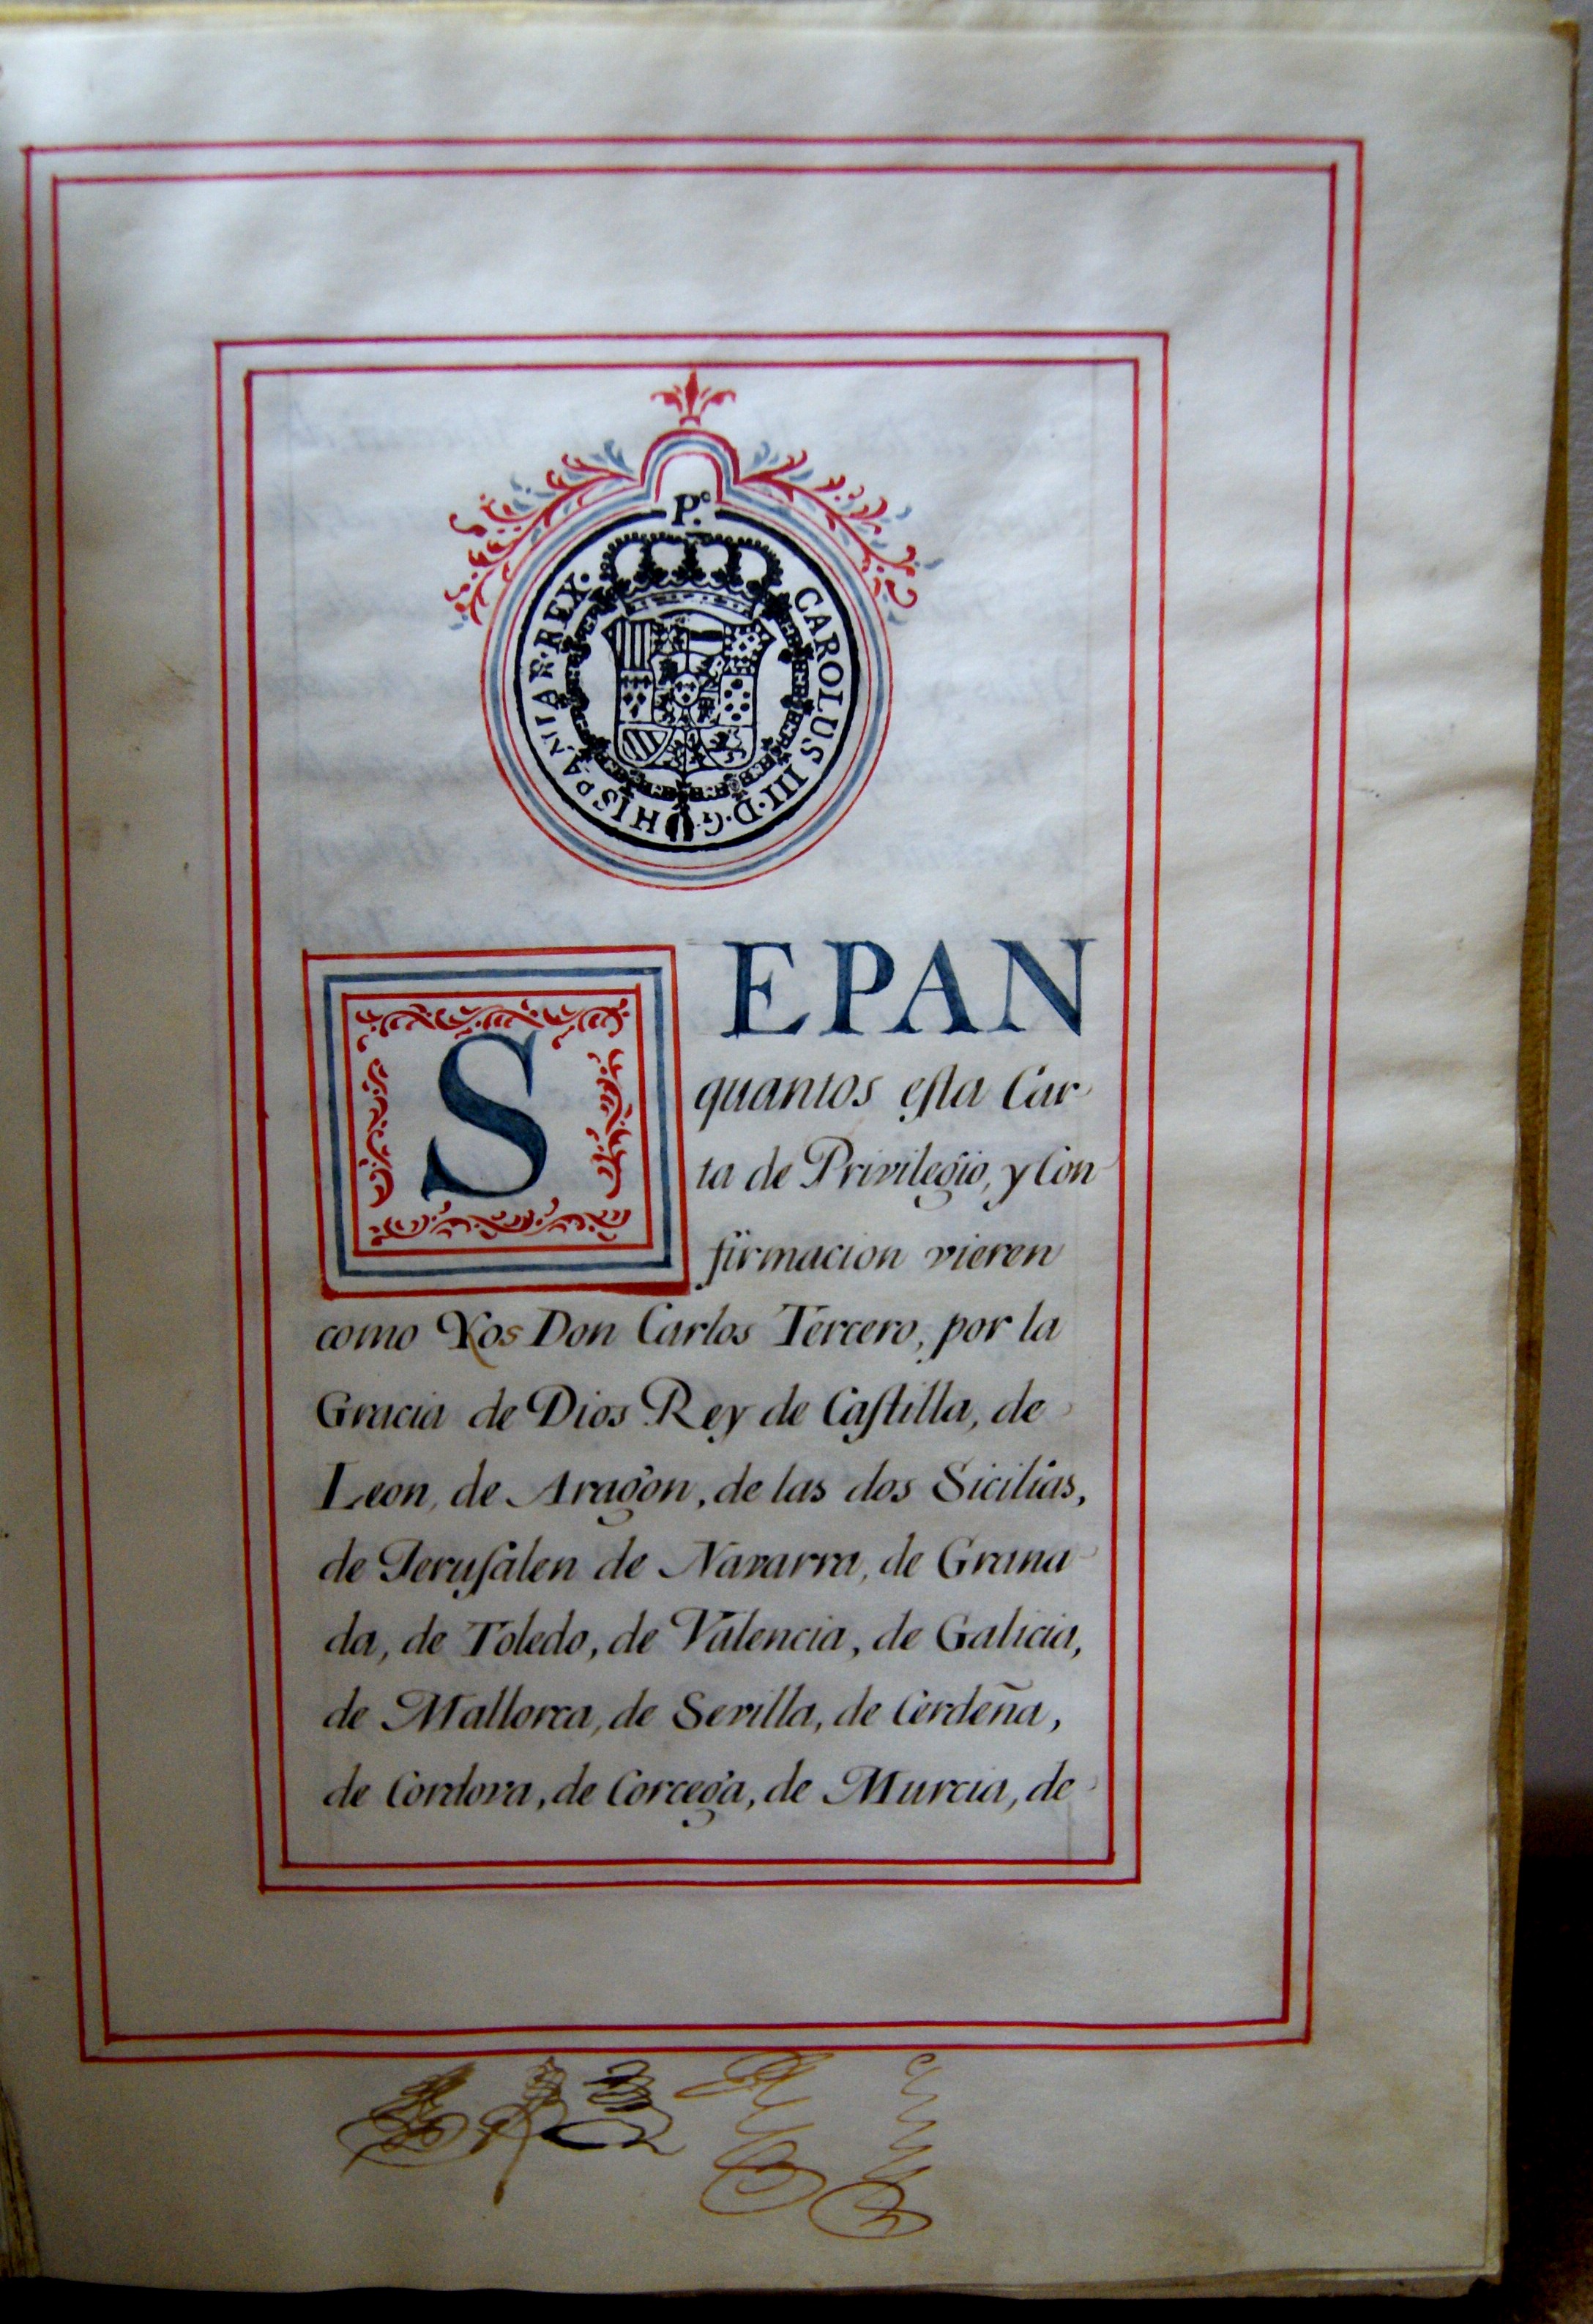 P.º
CAROLUS III·D·G·HISPANIAR·REX·
SEPAN
quantos eſta Car
ta de Privilegio, y Con
firmacion vieren
como Yos Don Carlos Tercero, por la
Gracia de Dios Rey de Caſtilla, de
Leon, de Aragon, de las dos Sicilias,
de Jeruſalen de Navarra, de Grana
da, de Toledo, de Valencia, de Galicia,
de Mallorca, de Sevilla, de Cerdeña,
de Cordova, de Corcega, de Murcia, de